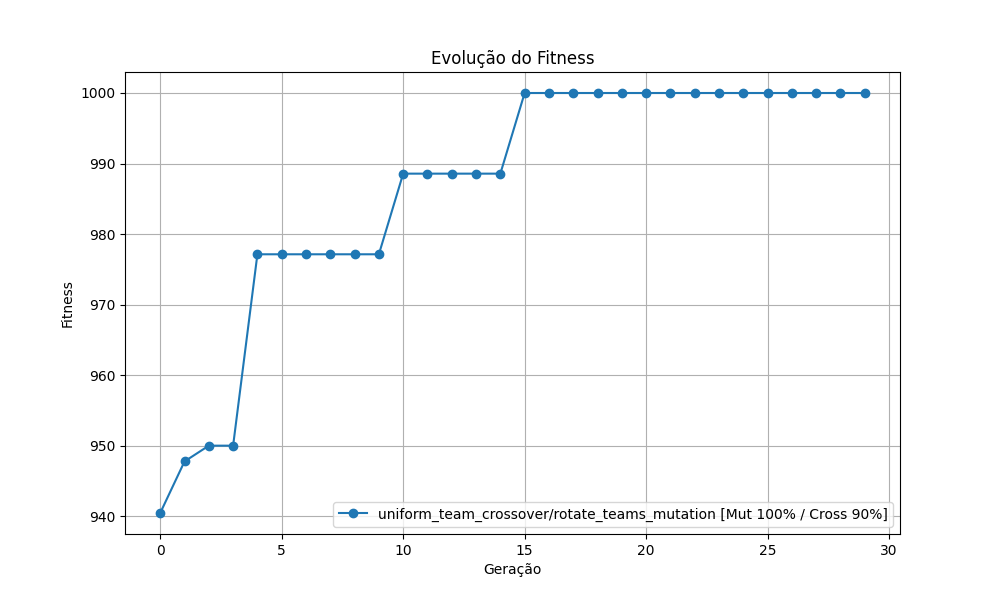 Evolução do Fitness
Fitness
1000
990
980
970
960
950
940
uniform_team_crossover/rotate_teams_mutation [Mut 100% / Cross 90%]
0 5 10 15 20 25 30
Geração